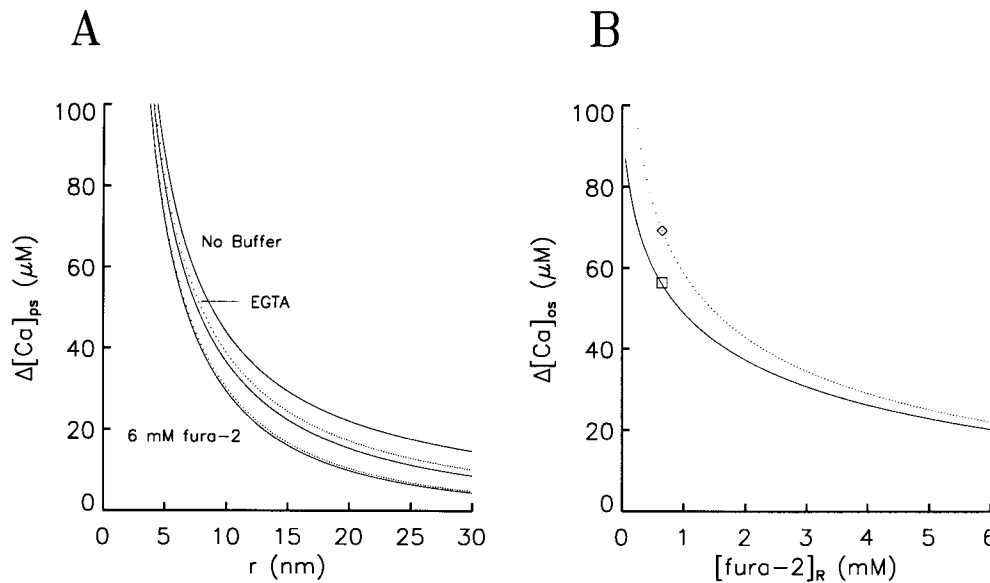 A
Δ[Ca]ps (μM)
100
80
60
40
20
0
No Buffer
EGTA
6 mM fura-2
0 5 10 15 20 25 30
r (nm)
B
Δ[Ca]os (μM)
100
80
60
40
20
0
0 1 2 3 4 5 6
[fura-2]R (mM)